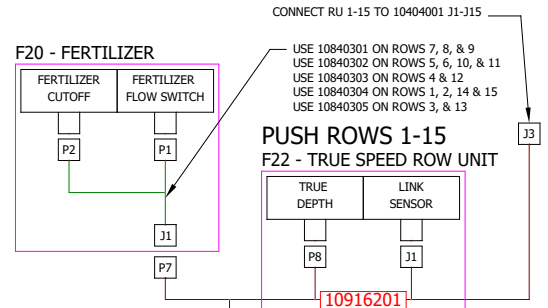 CONNECT RU 1-15 TO 10404001 J1-J15
F20 - FERTILIZER
FERTILIZER CUTOFF
FERTILIZER FLOW SWITCH
P2
P1
J1
P7
USE 10840301 ON ROWS 7, 8, & 9
USE 10840302 ON ROWS 5, 6, 10, & 11
USE 10840303 ON ROWS 4 & 12
USE 10840304 ON ROWS 1, 2, 14 & 15
USE 10840305 ON ROWS 3, & 13
J3
PUSH ROWS 1-15
F22 - TRUE SPEED ROW UNIT
TRUE DEPTH
LINK SENSOR
P8
J1
10916201